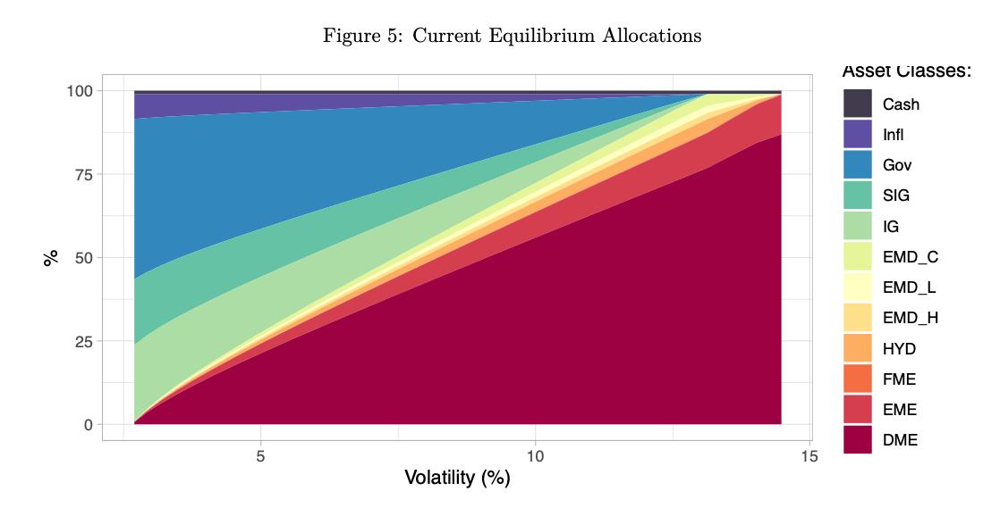 Figure 5: Current Equilibrium Allocations
Asset Classes:
100
75
50
25
0
%
5
10
15
Volatility (%)
Cash
Infl
Gov
SIG
IG
EMD_C
EMD_L
EMD_H
HYD
FME
EME
DME